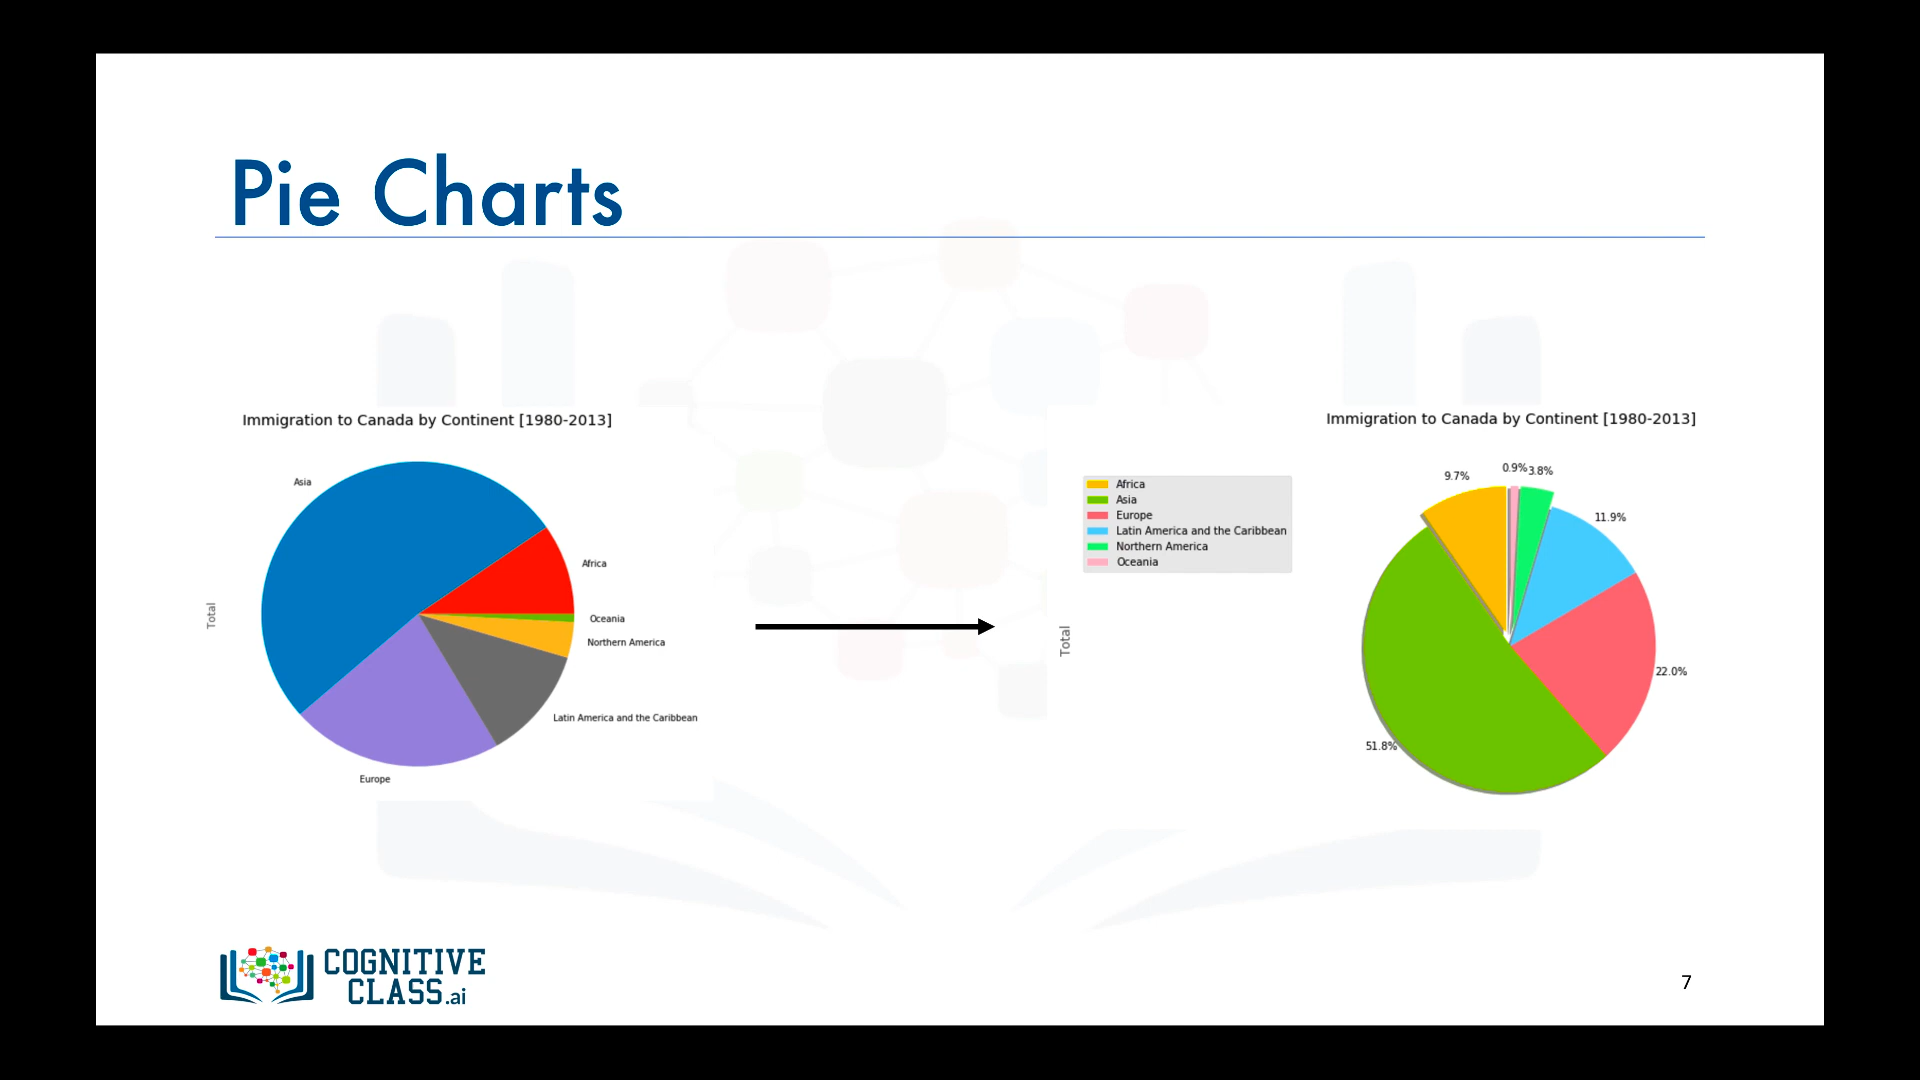 Pie Charts
Immigration to Canada by Continent [1980-2013]
Asia
Africa
Oceania
Northern America
Latin America and the Caribbean
Europe
Total
Immigration to Canada by Continent [1980-2013]
Africa
Asia
Europe
Latin America and the Caribbean
Northern America
Oceania
Total
9.7%
0.9%
3.8%
11.9%
22.0%
51.8%
COGNITIVE
CLASS.ai
7